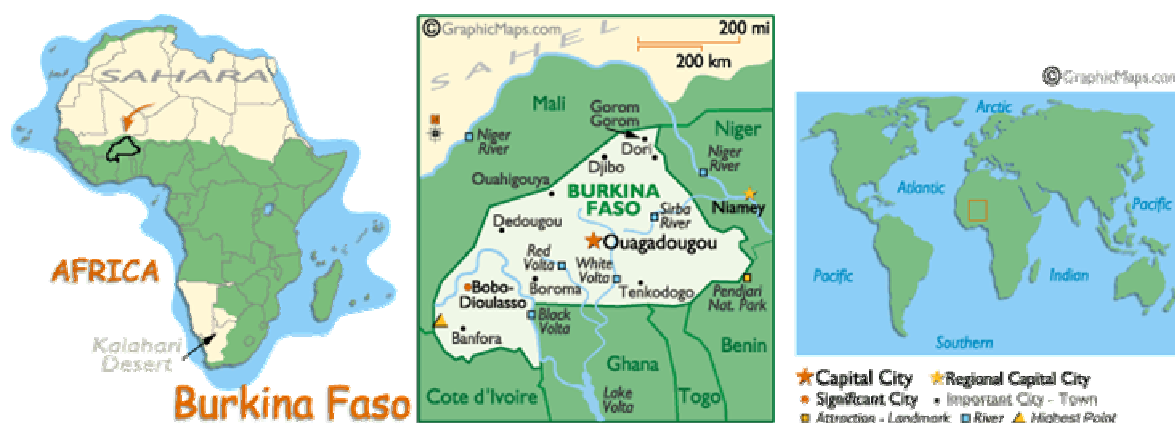 SAHARA
AFRICA
Kalahari
Desert
Burkina Faso
©GraphicMaps.com
200 mi
200 km
SAHEL
Mali
Niger
River
Gorom
Gorom
Dori
Djibo
Niger
Niger
River
Ouahigouya
BURKINA
FASO
Niamey
Sirba
River
Dedougou
Ouagadougou
Red
Volta
White
Volta
Bobo-
Dioulasso
Boroma
Tenkodogo
Pendjari
Nat. Park
Black
Volta
Banfora
Ghana
Benin
Cote d'Ivoire
Lake
Volta
Togo
©GraphicMaps.com
Arctic
Atlantic
Pacific
Pacific
Indian
Southern
Capital City
Regional Capital City
Significant City
Important City - Town
Attraction - Landmark
River
Highest Point